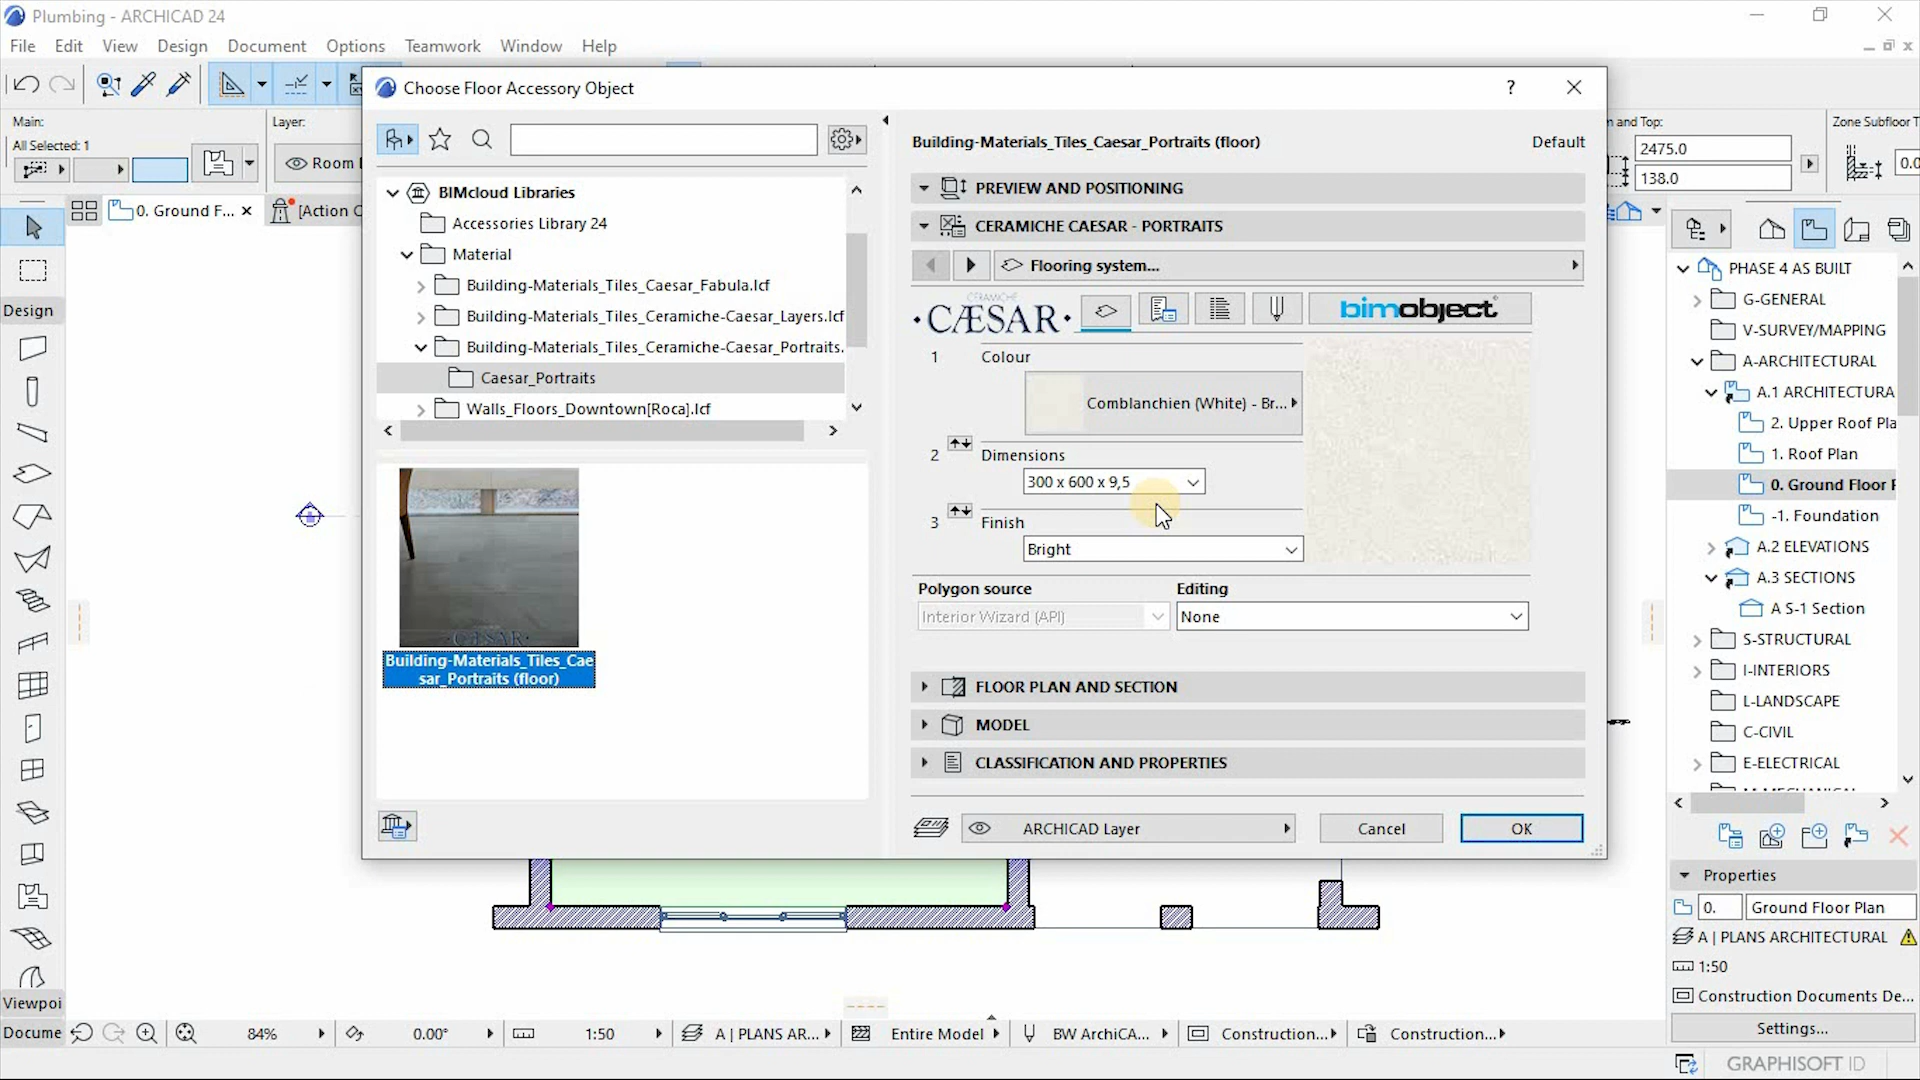 Plumbing - ARCHICAD 24
File Edit View Design Document Options Teamwork Window Help
Main:
All Selected: 1
Layer:
Room
0. Ground F...
[Action C
Design
Viewpoi
Docume
Choose Floor Accessory Object
?
BIMcloud Libraries
Accessories Library 24
Material
Building-Materials_Tiles_Caesar_Fabula.lcf
Building-Materials_Tiles_Ceramiche-Caesar_Layers.lcf
Building-Materials_Tiles_Ceramiche-Caesar_Portraits.
Caesar_Portraits
Walls_Floors_Downtown[Roca].lcf
CÆSAR
Building-Materials_Tiles_Cae
sar_Portraits (floor)
Building-Materials_Tiles_Caesar_Portraits (floor)
Default
PREVIEW AND POSITIONING
CERAMICHE CAESAR - PORTRAITS
Flooring system...
CERAMICHE
CÆSAR
bimobject
1 Colour
Comblanchien (White) - Br...
2 Dimensions
300 x 600 x 9,5
3 Finish
Bright
Polygon source
Editing
Interior Wizard (API)
None
FLOOR PLAN AND SECTION
MODEL
CLASSIFICATION AND PROPERTIES
ARCHICAD Layer
Cancel
OK
m and Top:
2475.0
138.0
Zone Subfloor T
0.0
PHASE 4 AS BUILT
G-GENERAL
V-SURVEY/MAPPING
A-ARCHITECTURAL
A.1 ARCHITECTURA
2. Upper Roof Pla
1. Roof Plan
0. Ground Floor P
-1. Foundation
A.2 ELEVATIONS
A.3 SECTIONS
A S-1 Section
S-STRUCTURAL
I-INTERIORS
L-LANDSCAPE
C-CIVIL
E-ELECTRICAL
Properties
0. Ground Floor Plan
A | PLANS ARCHITECTURAL
1:50
Construction Documents De...
Settings...
84%
0.00°
1:50
A | PLANS AR...
Entire Model
BW ArchiCA...
Construction...
Construction...
GRAPHISOFT ID